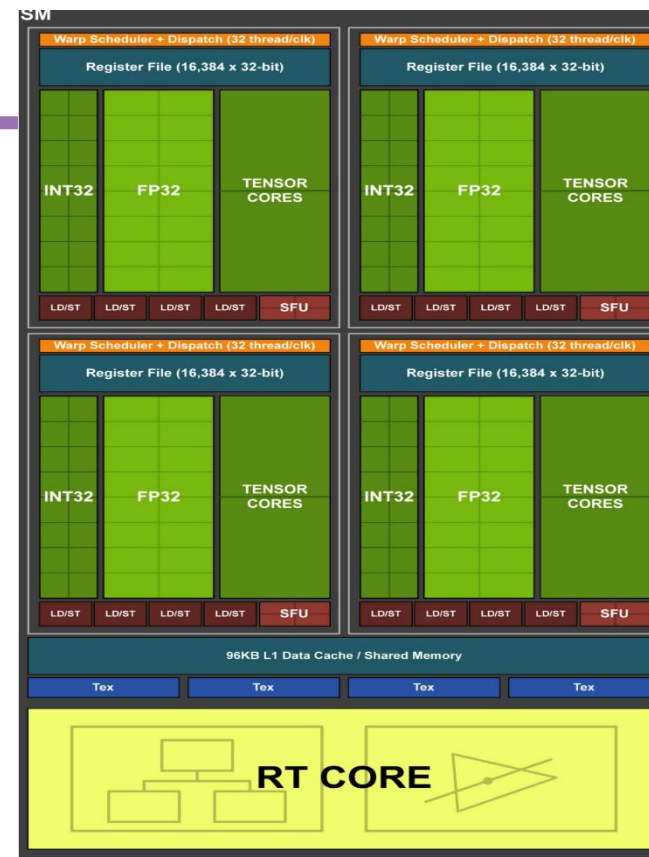 SM
Warp Scheduler + Dispatch (32 thread/clk)
Register File (16,384 x 32-bit)
INT32
FP32
TENSOR
CORES
LD/ST LD/ST LD/ST LD/ST SFU
Warp Scheduler + Dispatch (32 thread/clk)
Register File (16,384 x 32-bit)
INT32
FP32
TENSOR
CORES
LD/ST LD/ST LD/ST LD/ST SFU
Warp Scheduler + Dispatch (32 thread/clk)
Register File (16,384 x 32-bit)
INT32
FP32
TENSOR
CORES
LD/ST LD/ST LD/ST LD/ST SFU
Warp Scheduler + Dispatch (32 thread/clk)
Register File (16,384 x 32-bit)
INT32
FP32
TENSOR
CORES
LD/ST LD/ST LD/ST LD/ST SFU
96KB L1 Data Cache / Shared Memory
Tex Tex Tex Tex
RT CORE